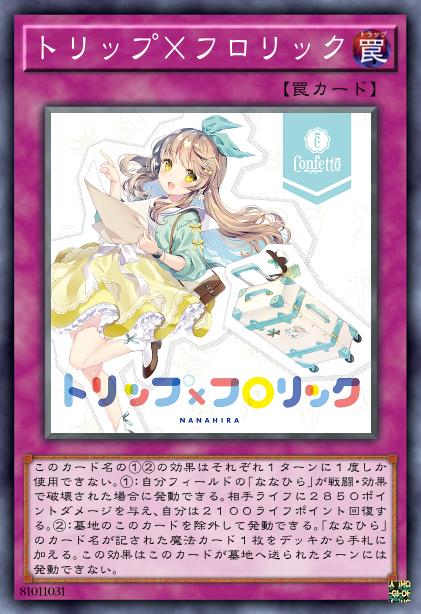 トリップ×フロリック
トラップ
罠
【罠カード】
Confetto
トリップ×フロリック
NANAHIRA
このカード名の①②の効果はそれぞれ１ターンに１度しか
使用できない。①：自分フィールドの「ななひら」が戦闘・効果
で破壊された場合に発動できる。相手ライフに２８５０ポイ
ントダメージを与え、自分は２１００ライフポイント回復す
る。②：墓地のこのカードを除外して発動できる。「ななひら」
のカード名が記された魔法カード１枚をデッキから手札に
加える。この効果はこのカードが墓地へ送られたターンには
発動できない。
81011031